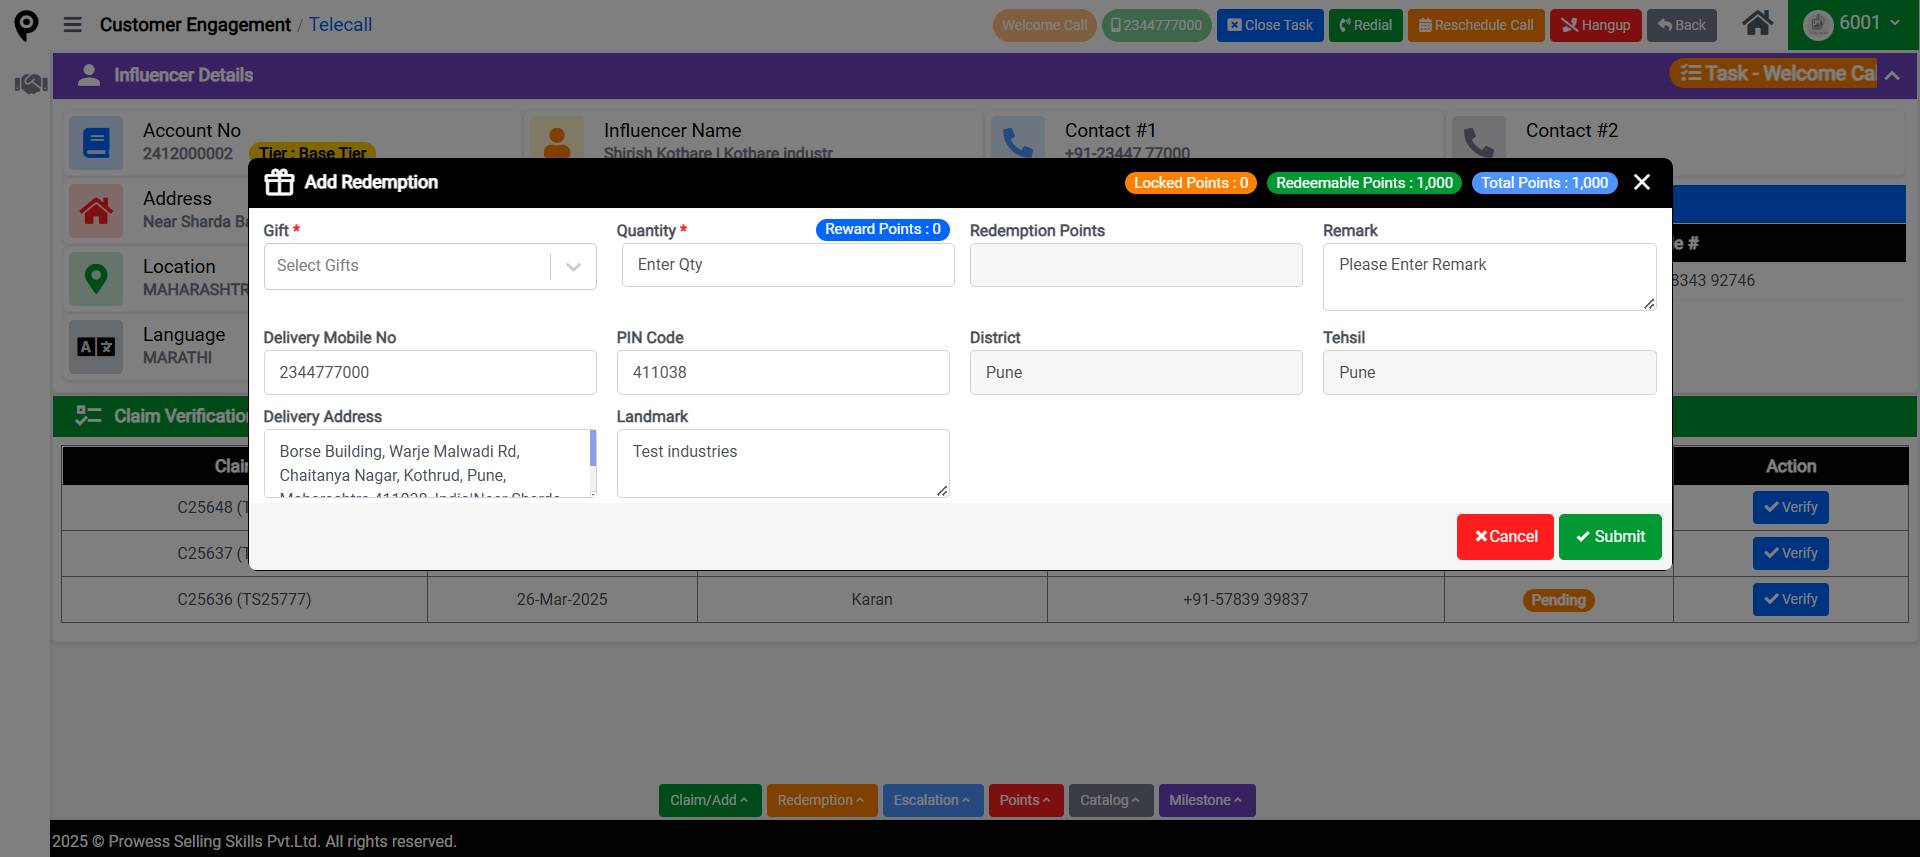 Customer Engagement / Telecall
Welcome Call
2344777000
Close Task
Redial
Reschedule Call
Hangup
Back
6001
Influencer Details
Task - Welcome
Account No
2412000002
Tier : Base Tier
Influencer Name
Shirish Kothare | Kothare industr
Contact #1
+91-23447 77000
Contact #2
Address
Near Sharda
Location
Language
MARATHI
#
8343 92746
Add Redemption
Locked Points : 0
Redeemable Points : 1,000
Total Points : 1,000
Gift *
Select Gifts
Quantity *
Reward Points : 0
Enter Qty
Redemption Points
Remark
Please Enter Remark
Delivery Mobile No
2344777000
PIN Code
411038
District
Pune
Tehsil
Pune
Delivery Address
Borse Building, Warje Malwadi Rd,
Chaitanya Nagar, Kothrud, Pune,
Landmark
Test industries
Cancel
Submit
Claim Verification
Action
C25648
Verify
C25637
Verify
C25636 (TS25777)
26-Mar-2025
Karan
+91-57839 39837
Pending
Verify
Claim/Add
Redemption
Escalation
Points
Catalog
Milestone
2025 © Prowess Selling Skills Pvt.Ltd. All rights reserved.